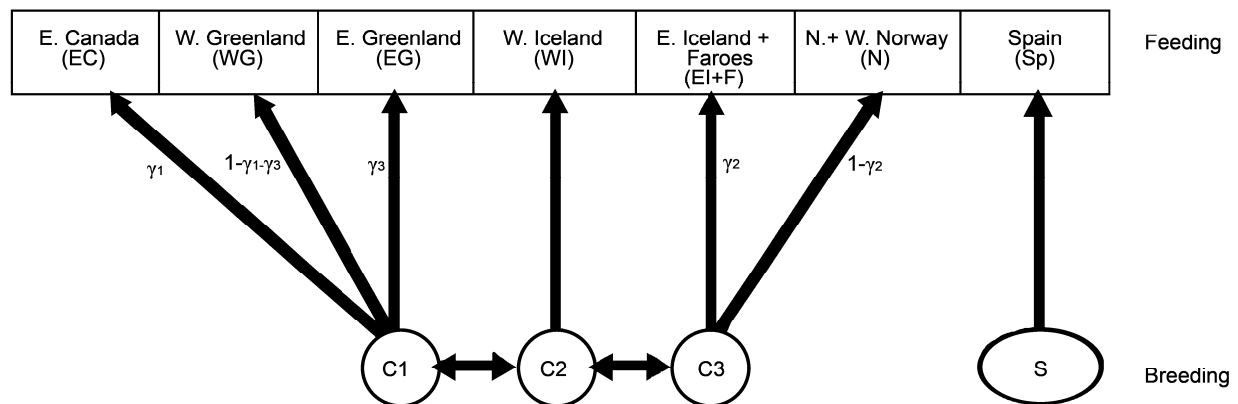 E. Canada
(EC)
W. Greenland
(WG)
E. Greenland
(EG)
W. Iceland
(WI)
E. Iceland +
Faroes
(EI+F)
N.+ W. Norway
(N)
Spain
(Sp)
Feeding
γ1
1-γ1-γ3
γ3
γ2
1-γ2
C1
C2
C3
S
Breeding